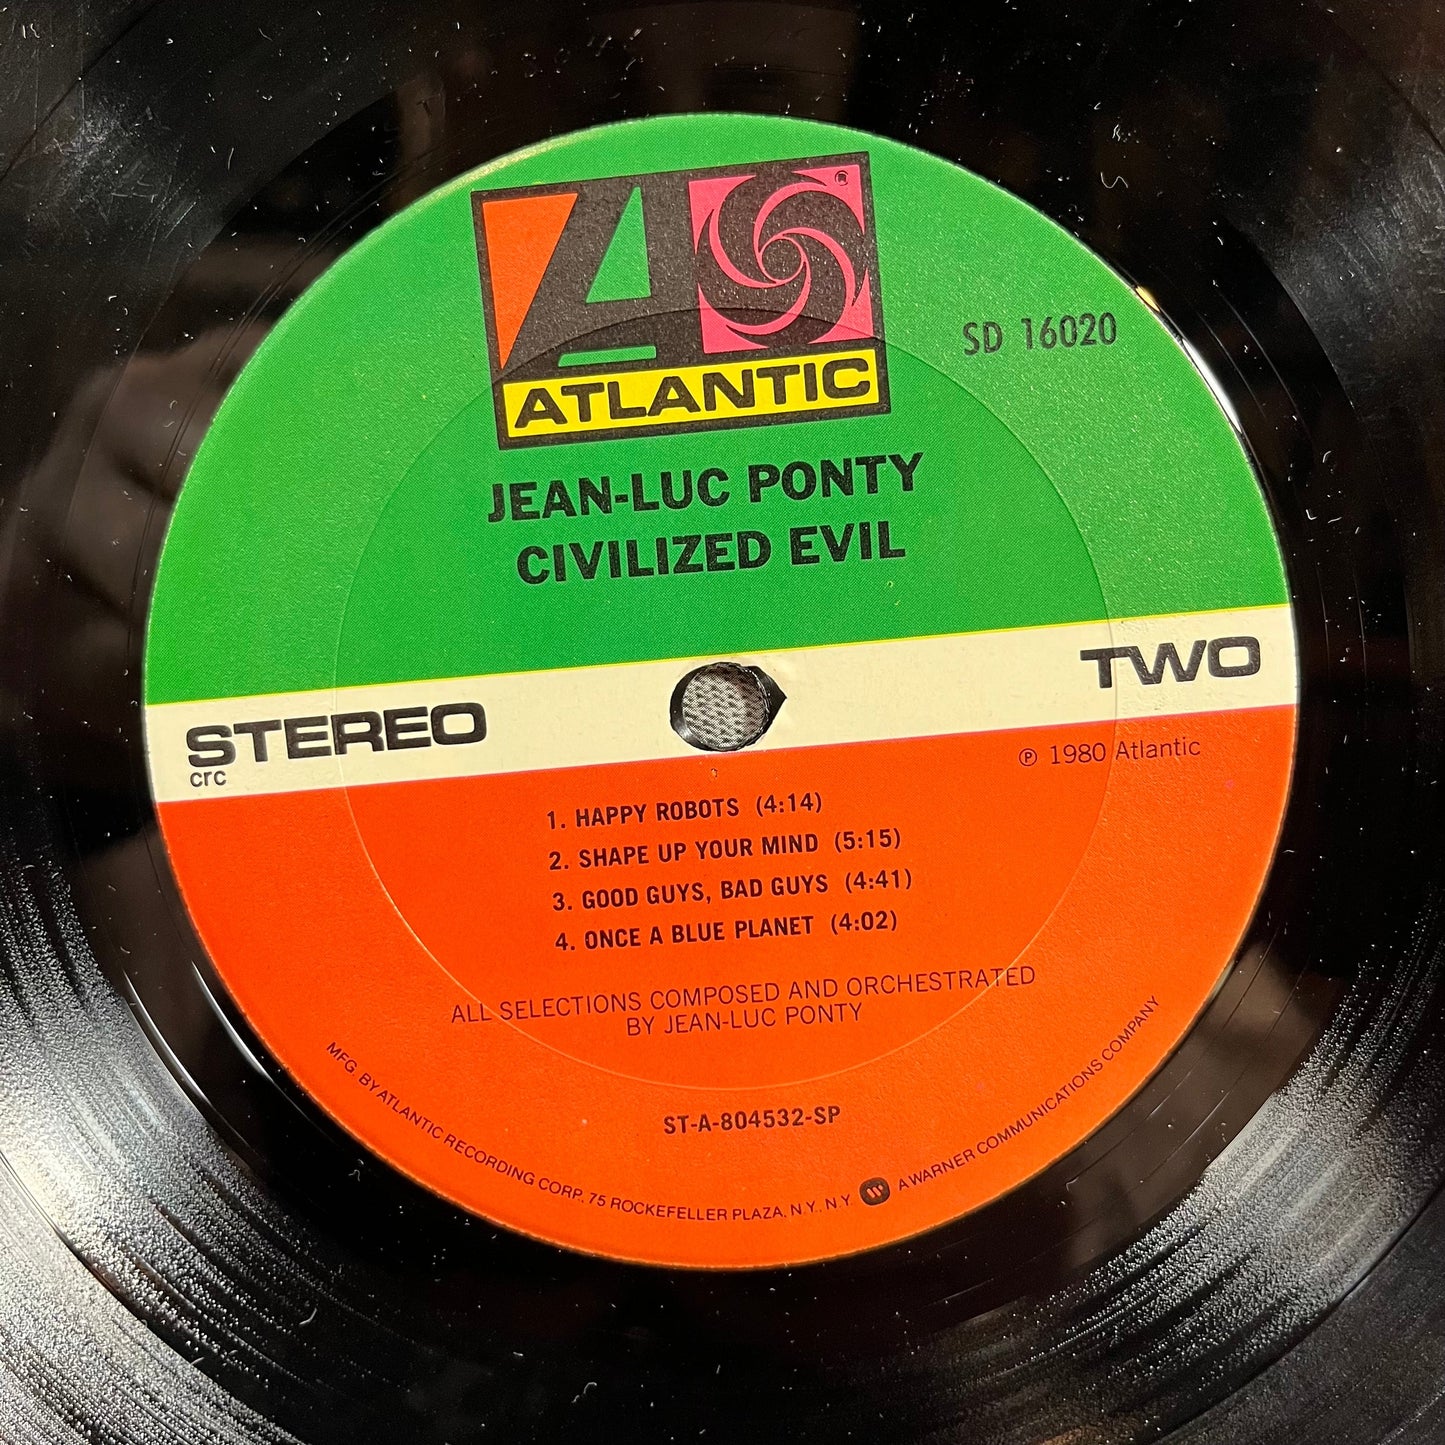 ATLANTIC
SD 16020
JEAN-LUC PONTY
CIVILIZED EVIL
STEREO
crc
TWO
℗ 1980 Atlantic
1. HAPPY ROBOTS (4:14)
2. SHAPE UP YOUR MIND (5:15)
3. GOOD GUYS, BAD GUYS (4:41)
4. ONCE A BLUE PLANET (4:02)
ALL SELECTIONS COMPOSED AND ORCHESTRATED
BY JEAN-LUC PONTY
ST-A-804532-SP
MFG. BY ATLANTIC RECORDING CORP., 75 ROCKEFELLER PLAZA, N.Y., N.Y. A WARNER COMMUNICATIONS COMPANY